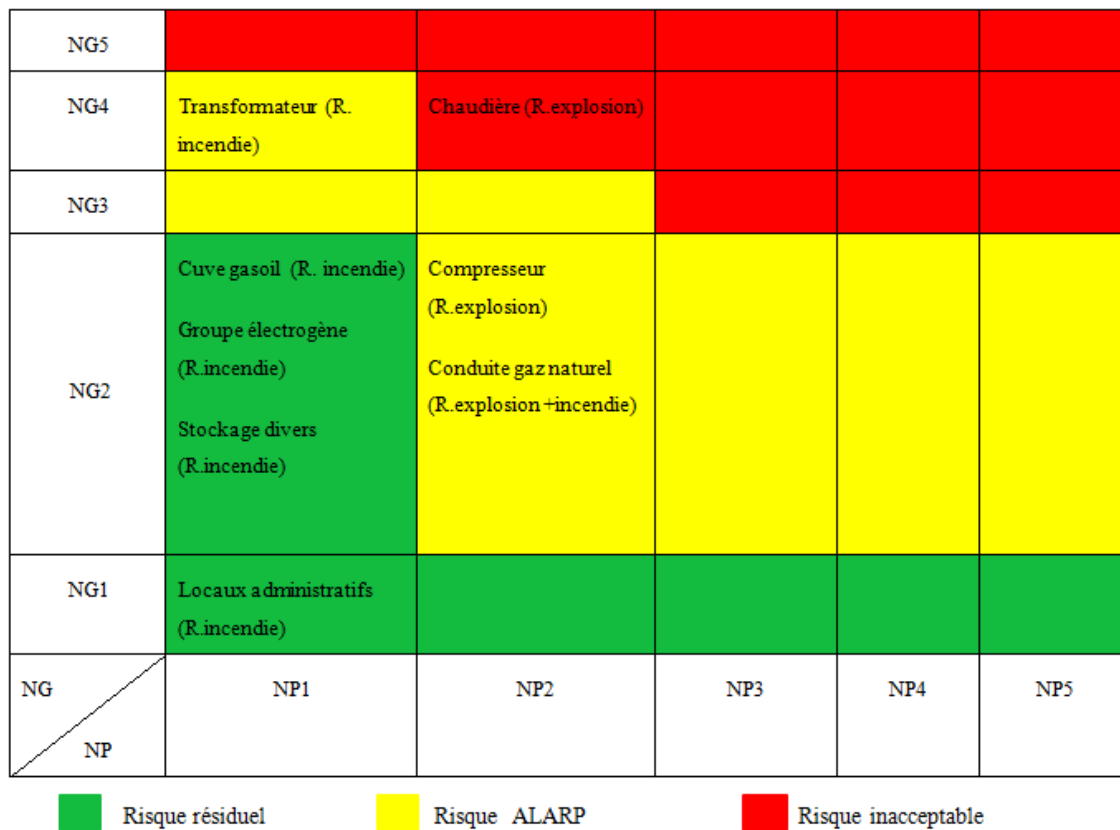 NG5
NG4
Transformateur (R.
incendie)
Chaudière (R.explosion)
NG3
NG2
Cuve gasoil (R. incendie)
Groupe électrogène
(R.incendie)
Stockage divers
(R.incendie)
Compresseur
(R.explosion)
Conduite gaz naturel
(R.explosion+incendie)
NG1
Locaux administratifs
(R.incendie)
NG
NP
NP1
NP2
NP3
NP4
NP5
Risque résiduel
Risque ALARP
Risque inacceptable